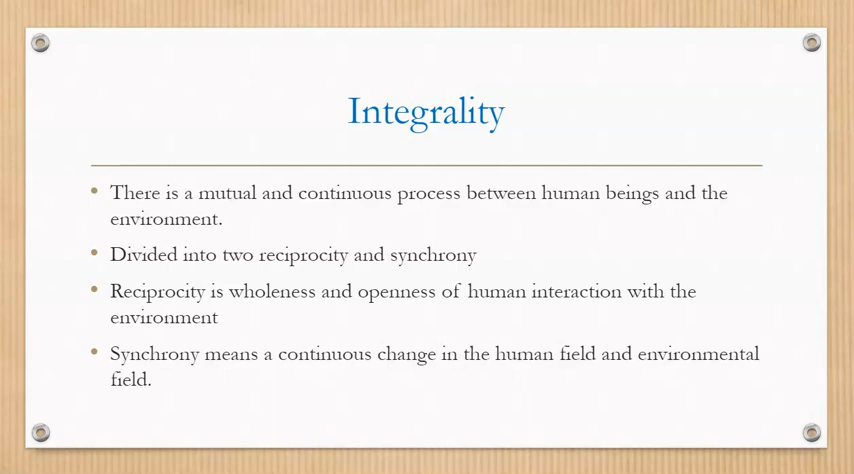 Integrality
• There is a mutual and continuous process between human beings and the
environment.
• Divided into two reciprocity and synchrony
• Reciprocity is wholeness and openness of human interaction with the
environment
• Synchrony means a continuous change in the human field and environmental
field.